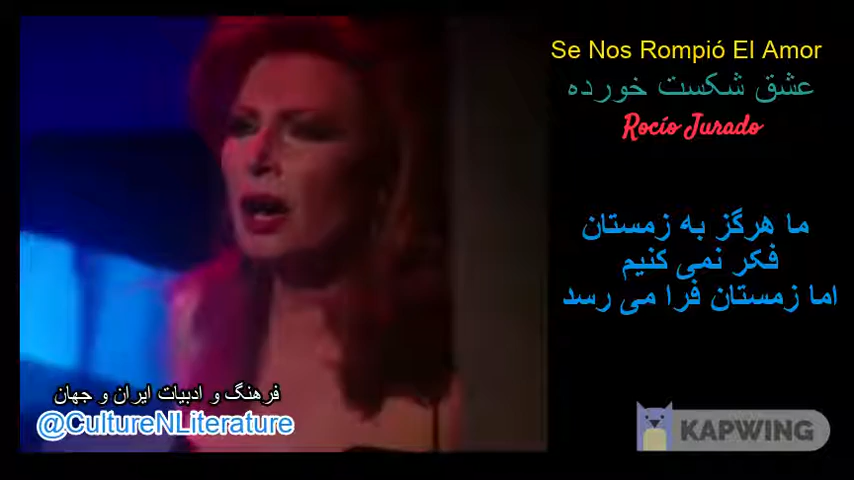 Se Nos Rompió El Amor
عشق شکست خورده
Rocío Jurado
ما هرگز به زمستان
فکر نمی کنیم
اما زمستان فرا می رسد
فرهنگ و ادبیات ایران و جهان
@CultureNLiterature
KAPWING